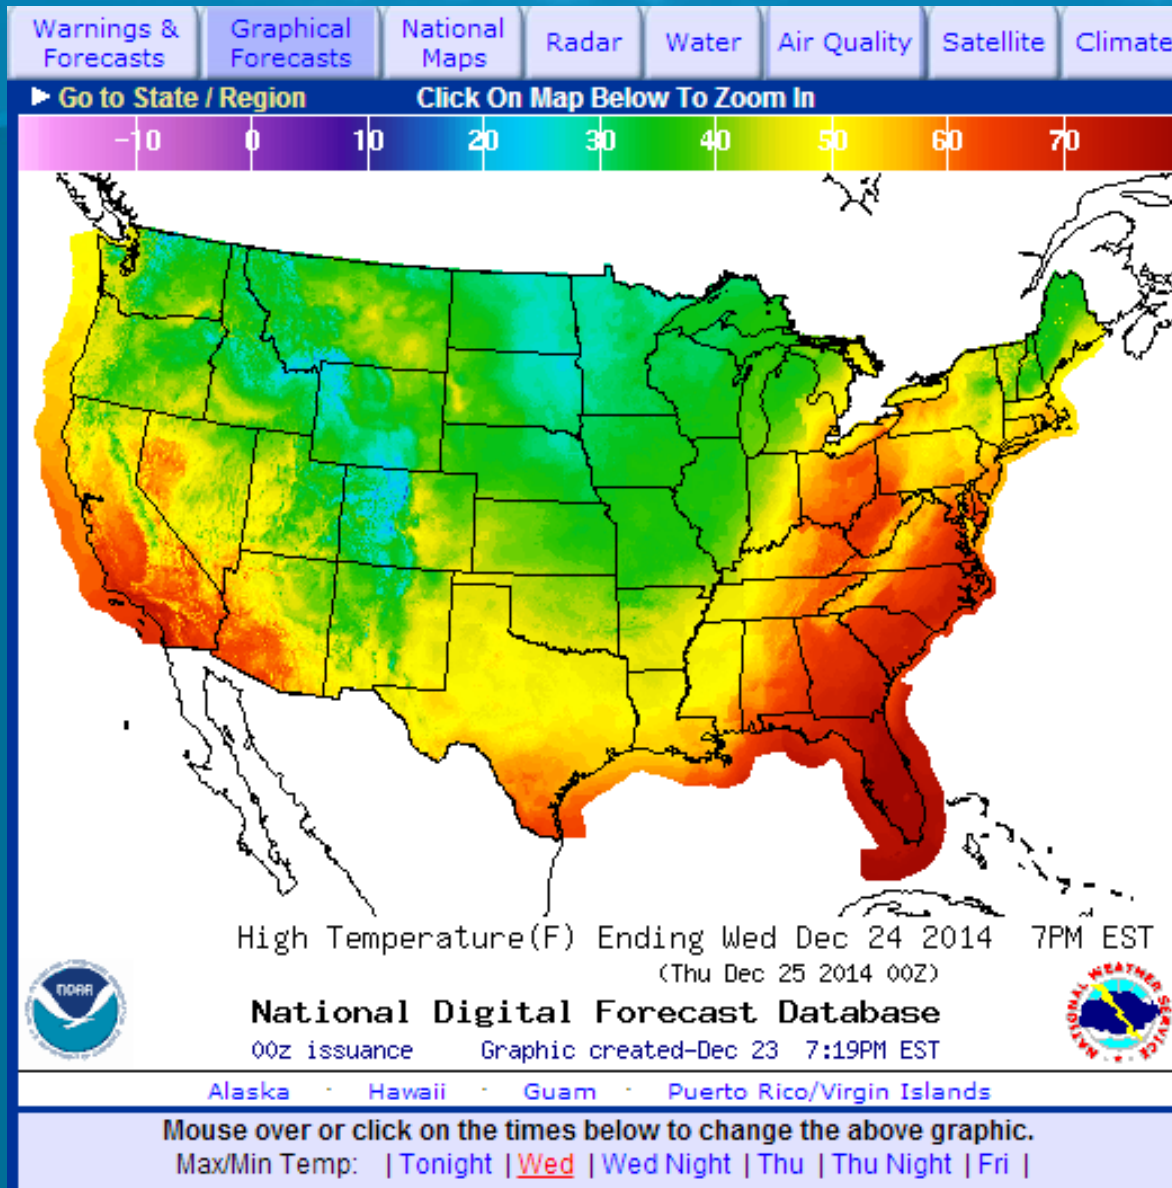 Warnings & Forecasts
Graphical Forecasts
National Maps
Radar
Water
Air Quality
Satellite
Climate
Go to State / Region
Click On Map Below To Zoom In
-10 0 10 20 30 40 50 60 70
High Temperature(F) Ending Wed Dec 24 2014 7PM EST
(Thu Dec 25 2014 00Z)
NOAA
National Digital Forecast Database
NATIONAL WEATHER SERVICE
00z issuance Graphic created-Dec 23 7:19PM EST
Alaska · Hawaii · Guam · Puerto Rico/Virgin Islands
Mouse over or click on the times below to change the above graphic.
Max/Min Temp: | Tonight | Wed | Wed Night | Thu | Thu Night | Fri |